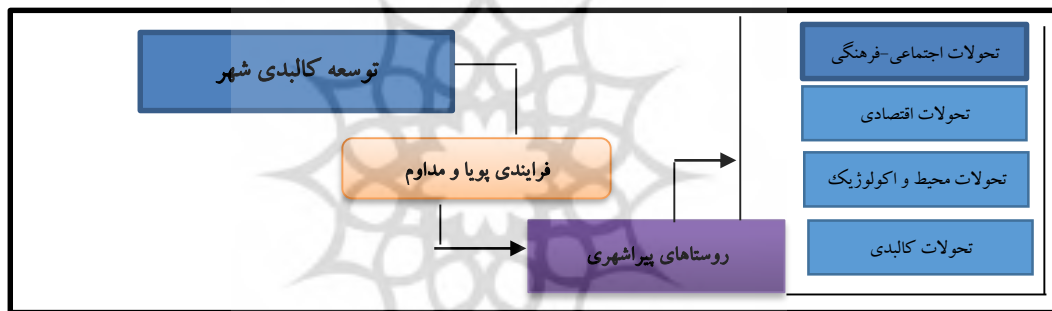 توسعه کالبدی شهر
فرایندی پویا و مداوم
روستاهای پیراشهری
تحولات اجتماعی-فرهنگی
تحولات اقتصادی
تحولات محیط و اکولوژیک
تحولات کالبدی